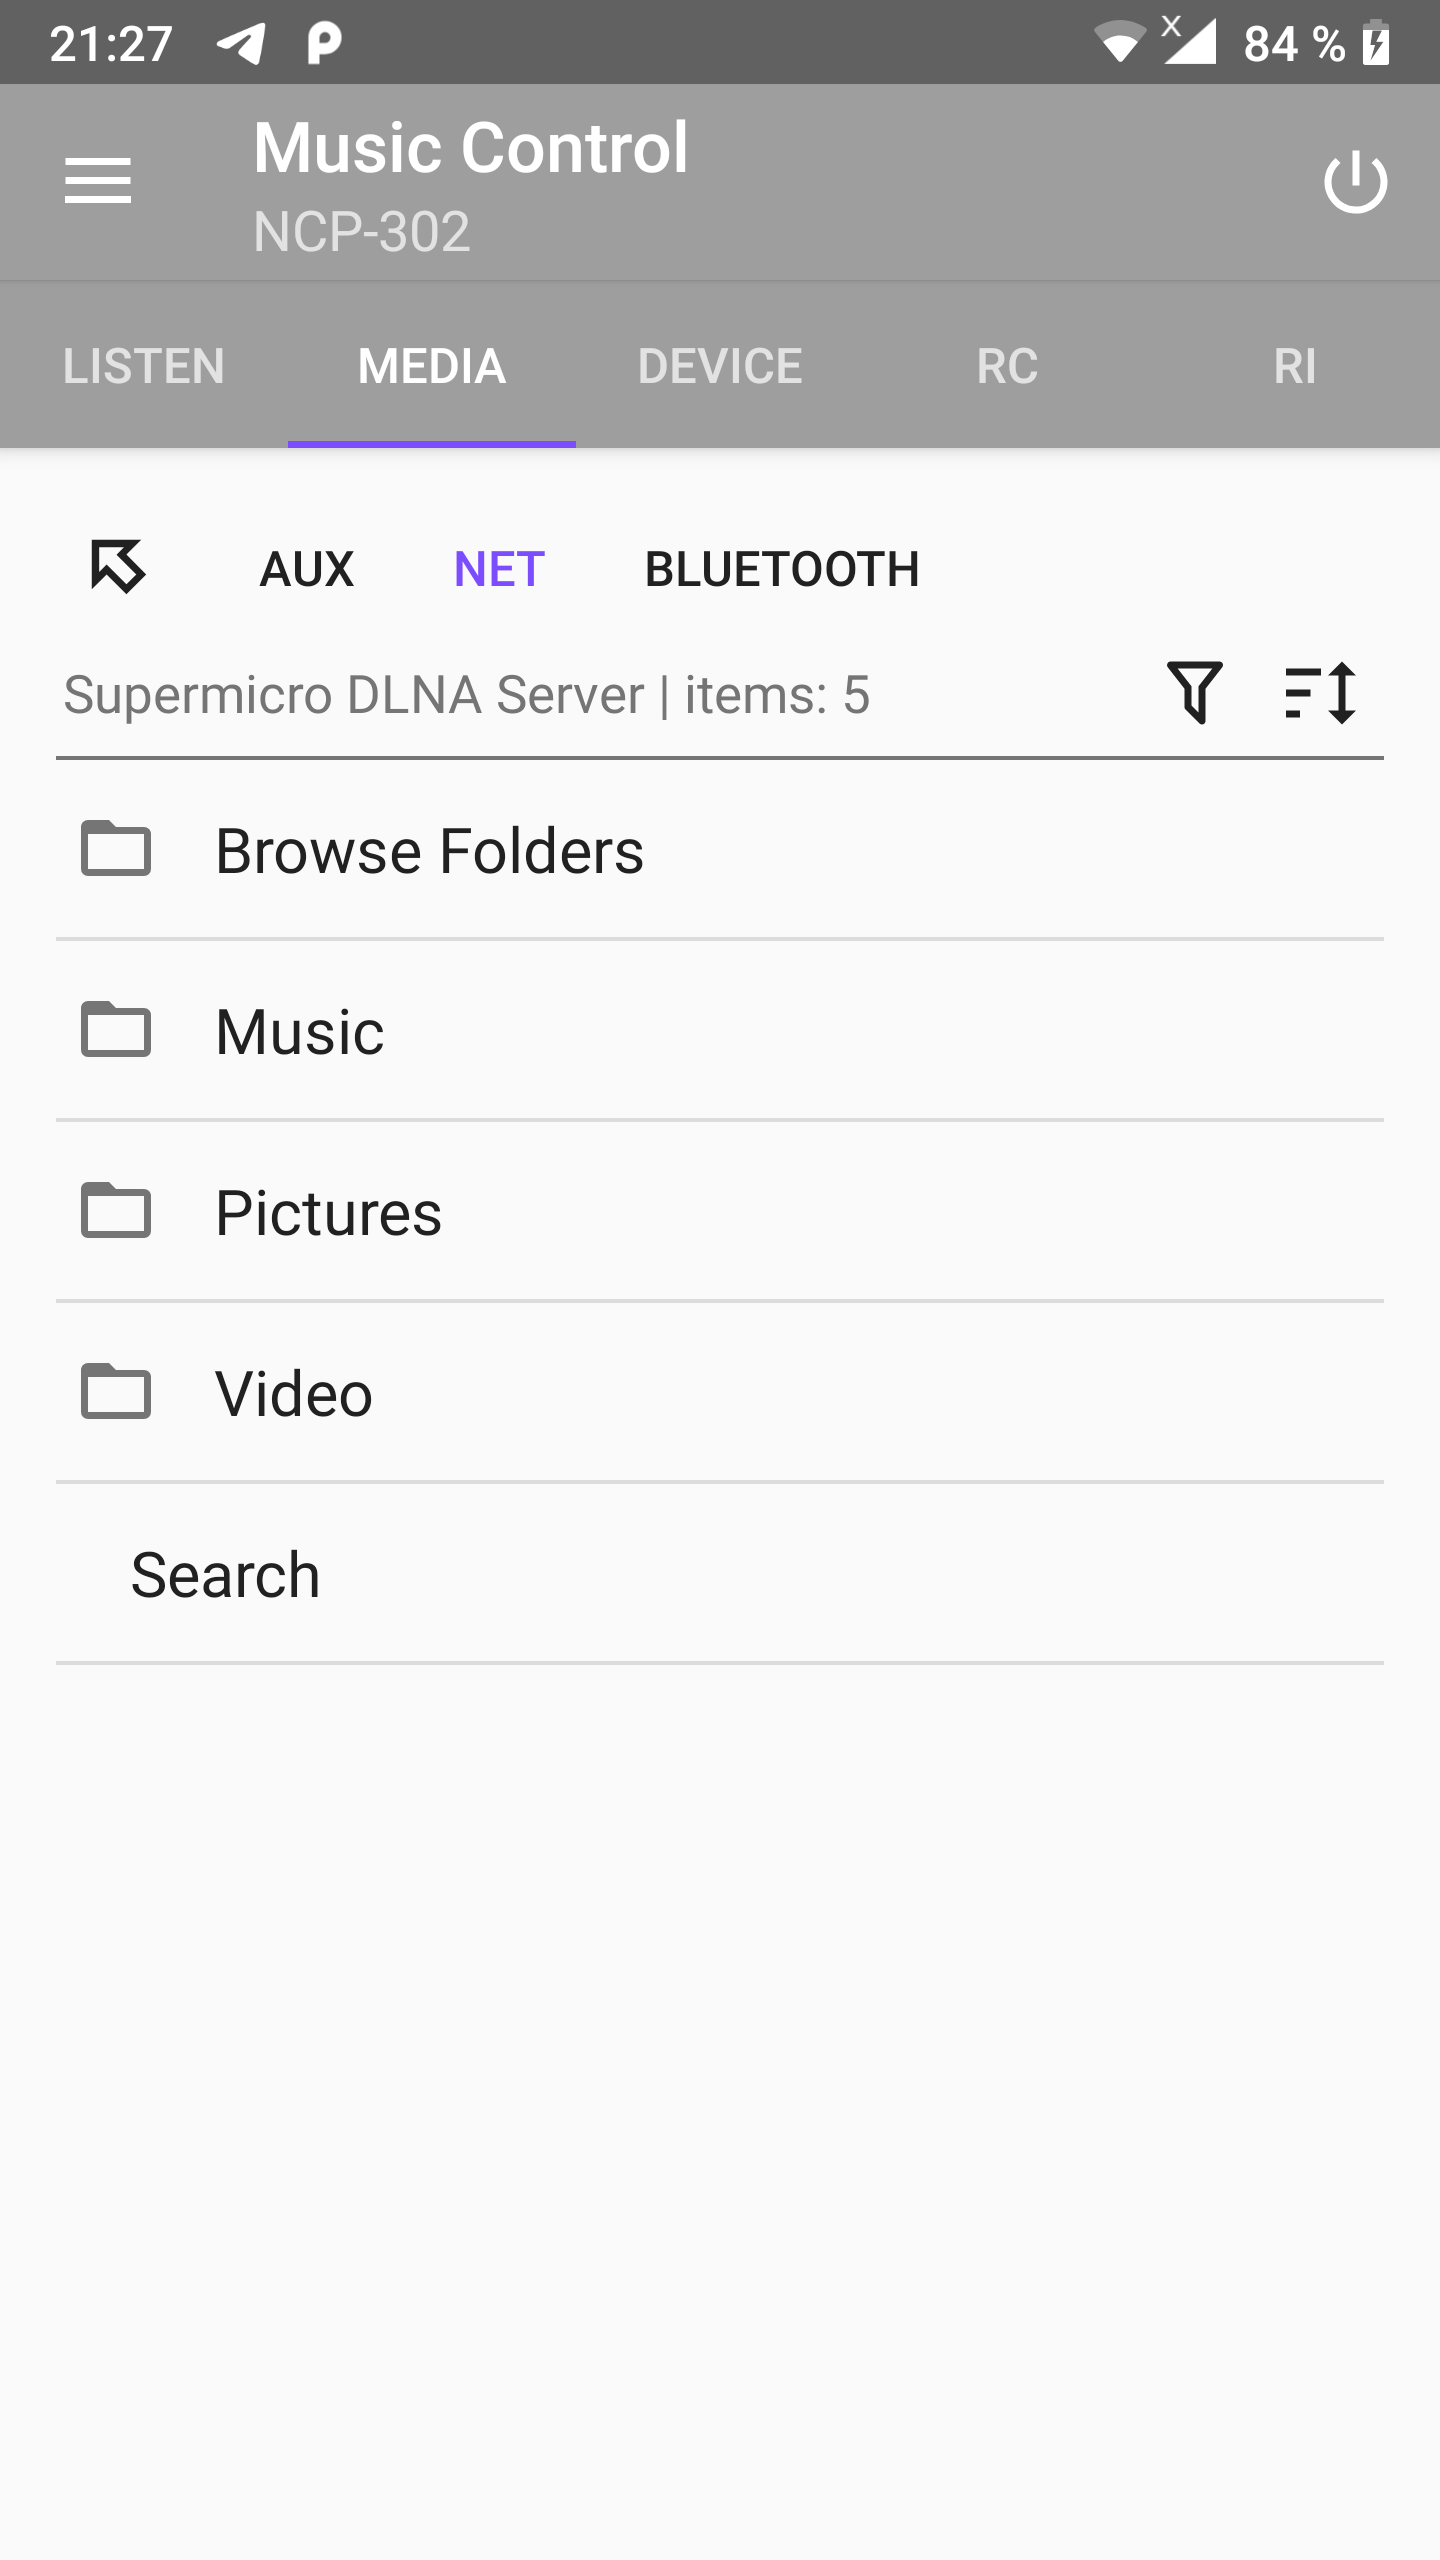 21:27 84 %
Music Control
NCP-302
LISTEN MEDIA DEVICE RC RI
AUX NET BLUETOOTH
Supermicro DLNA Server | items: 5
Browse Folders
Music
Pictures
Video
Search